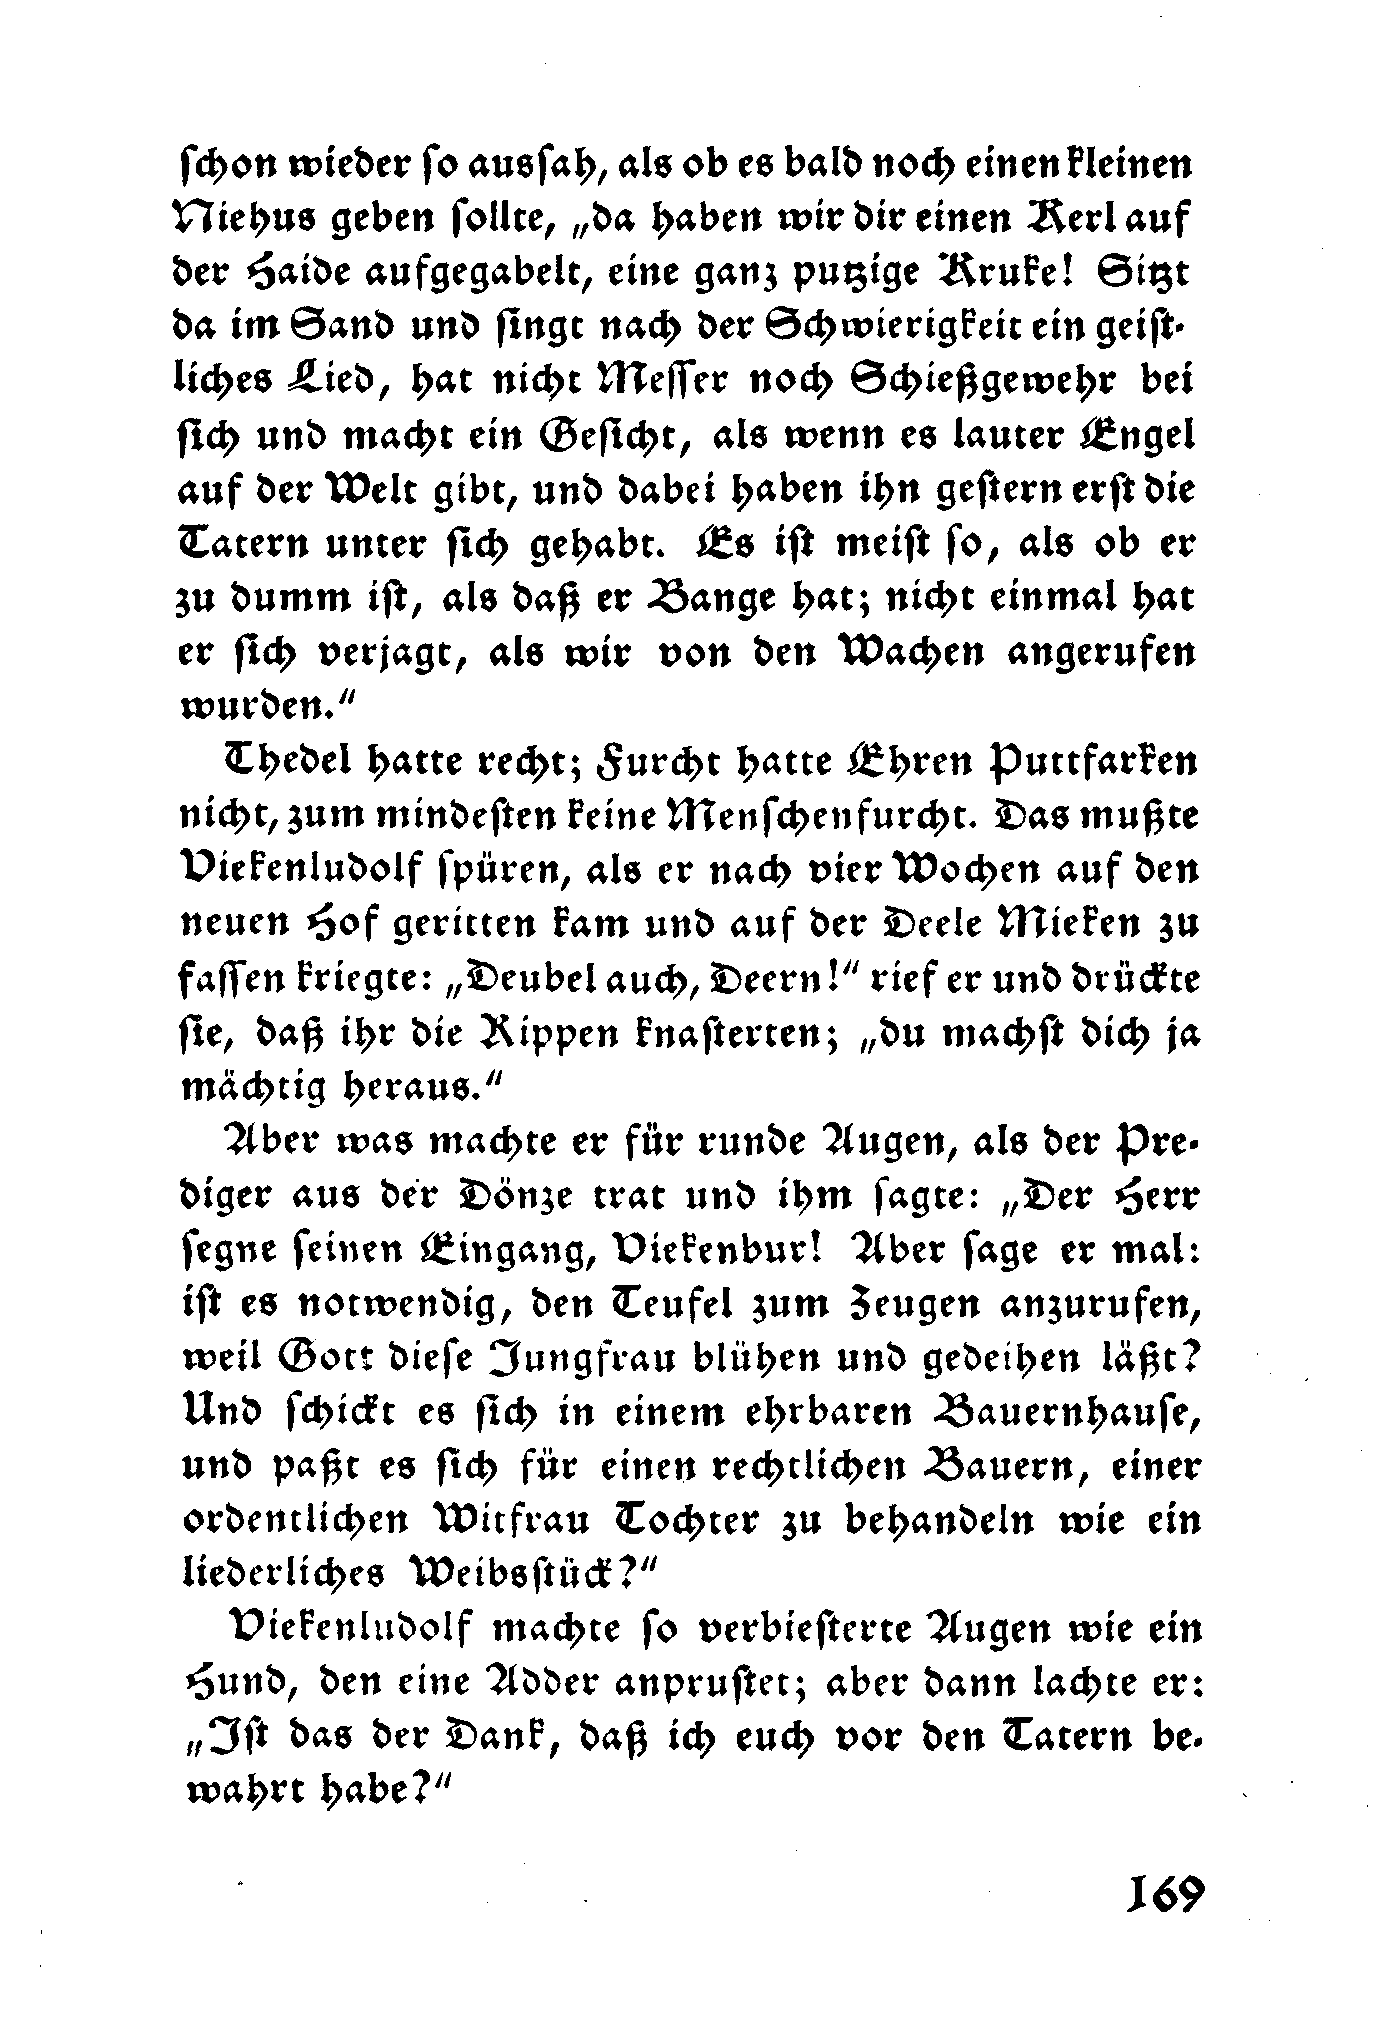 schon wieder so aussah, als ob es bald noch einen kleinen
Niehus geben sollte, „da haben wir dir einen Kerl auf
der Haide aufgegabelt, eine ganz putzige Kruke! Sitzt
da im Sand und singt nach der Schwierigkeit ein geist-
liches Lied, hat nicht Messer noch Schießgewehr bei
sich und macht ein Gesicht, als wenn es lauter Engel
auf der Welt gibt, und dabei haben ihn gestern erst die
Tatern unter sich gehabt. Es ist meist so, als ob er
zu dumm ist, als daß er Bange hat; nicht einmal hat
er sich verjagt, als wir von den Wachen angerufen
wurden.“
Thedel hatte recht; Furcht hatte Ehren Puttfarken
nicht, zum mindesten keine Menschenfurcht. Das mußte
Viekenludolf spüren, als er nach vier Wochen auf den
neuen Hof geritten kam und auf der Deele Mieken zu
fassen kriegte: „Deubel auch, Deern!“ rief er und drückte
sie, daß ihr die Rippen knasterten; „du machst dich ja
mächtig heraus.“
Aber was machte er für runde Augen, als der Pre-
diger aus der Dönze trat und ihm sagte: „Der Herr
segne seinen Eingang, Viekenbur! Aber sage er mal:
ist es notwendig, den Teufel zum Zeugen anzurufen,
weil Gott diese Jungfrau blühen und gedeihen läßt?
Und schickt es sich in einem ehrbaren Bauernhause,
und paßt es sich für einen rechtlichen Bauern, einer
ordentlichen Witfrau Tochter zu behandeln wie ein
liederliches Weibsstück?“
Viekenludolf machte so verbiesterte Augen wie ein
Hund, den eine Adder anprustet; aber dann lachte er:
„Ist das der Dank, daß ich euch vor den Tatern be-
wahrt habe?“
169